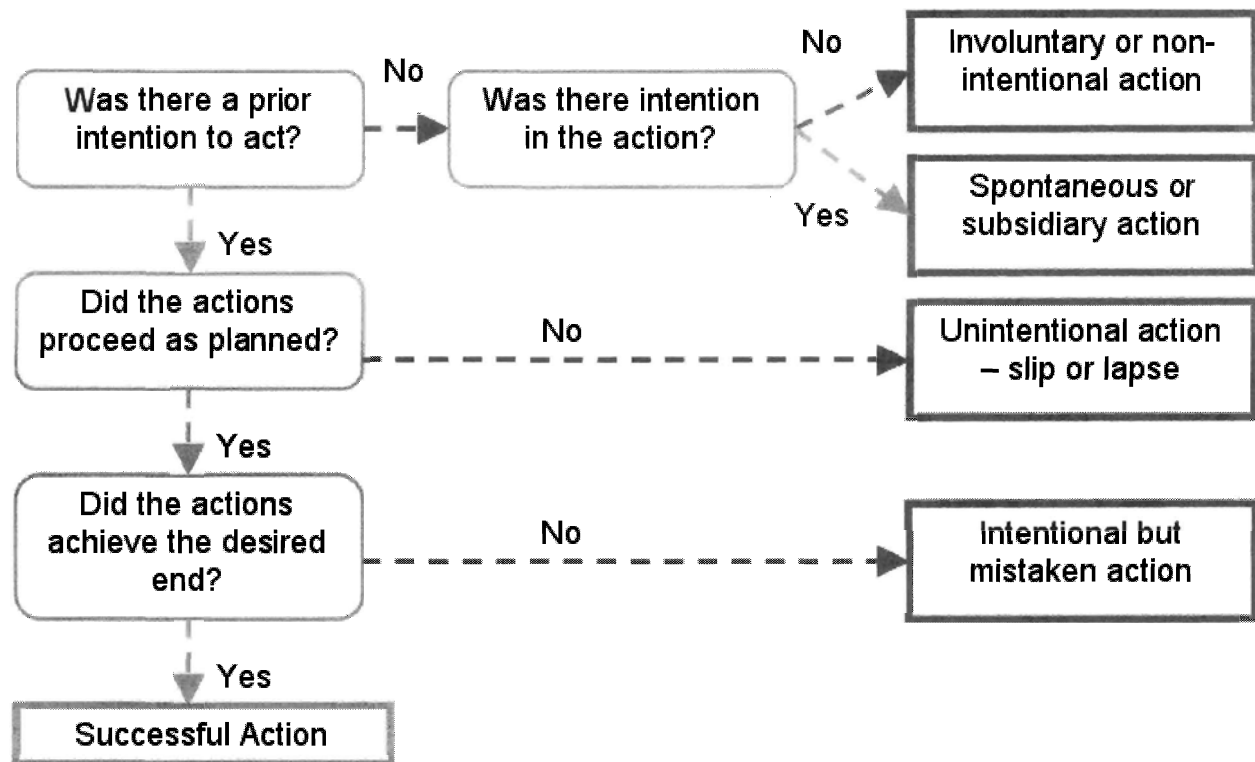 Was there a prior
intention to act?
No
Was there intention
in the action?
No
Involuntary or non-
intentional action
Yes
Spontaneous or
subsidiary action
Yes
Did the actions
proceed as planned?
No
Unintentional action
– slip or lapse
Yes
Did the actions
achieve the desired
end?
No
Intentional but
mistaken action
Yes
Successful Action